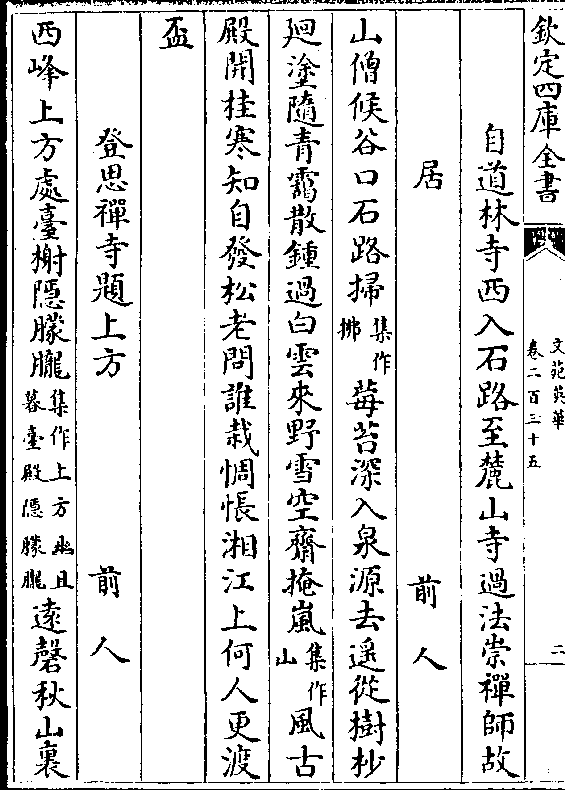 欽定四庫全書
文苑英華
卷二百三十五
二
自道林寺西入石路至麓山寺過法崇禪師故
居
前人
山僧候谷口石路掃集作拂莓苔深入泉源去遥從樹杪
廻塗隨青靄散鍾過白雲來野雪空齋掩嵐集作山風古
殿開桂寒知自發松老問誰栽惆悵湘江上何人更渡
盃
登思禪寺題上方
前人
西峰上方處臺榭隠朦朧集作上方幽且暮臺殿隠朦朧遠磬秋山裏